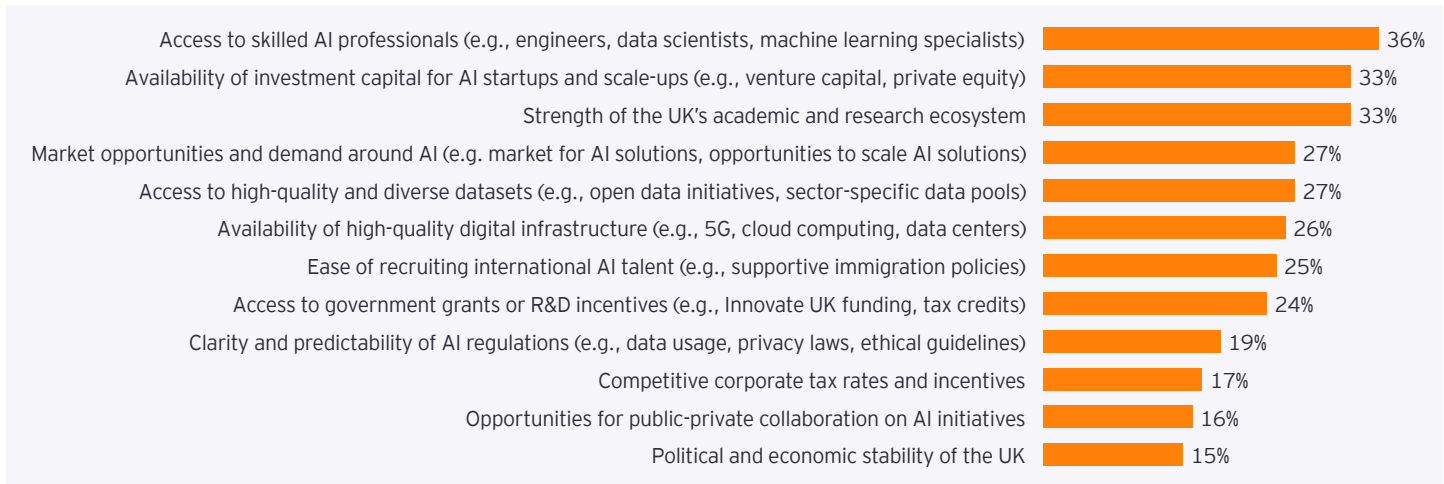 Access to skilled AI professionals (e.g., engineers, data scientists, machine learning specialists) 36%
Availability of investment capital for AI startups and scale-ups (e.g., venture capital, private equity) 33%
Strength of the UK’s academic and research ecosystem 33%
Market opportunities and demand around AI (e.g. market for AI solutions, opportunities to scale AI solutions) 27%
Access to high-quality and diverse datasets (e.g., open data initiatives, sector-specific data pools) 27%
Availability of high-quality digital infrastructure (e.g., 5G, cloud computing, data centers) 26%
Ease of recruiting international AI talent (e.g., supportive immigration policies) 25%
Access to government grants or R&D incentives (e.g., Innovate UK funding, tax credits) 24%
Clarity and predictability of AI regulations (e.g., data usage, privacy laws, ethical guidelines) 19%
Competitive corporate tax rates and incentives 17%
Opportunities for public-private collaboration on AI initiatives 16%
Political and economic stability of the UK 15%